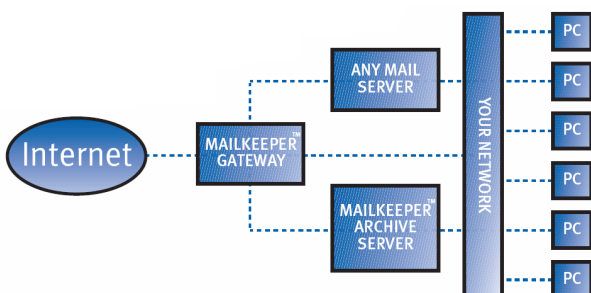 Internet
MAILKEEPER™
GATEWAY
ANY MAIL
SERVER
MAILKEEPER™
ARCHIVE
SERVER
YOUR NETWORK
PC
PC
PC
PC
PC
PC